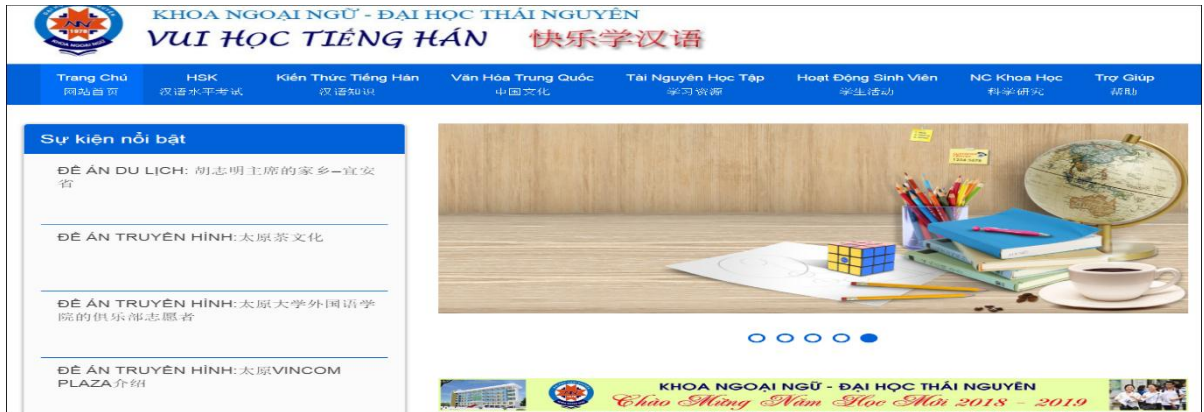 KHOA NGOẠI NGỮ - ĐẠI HỌC THÁI NGUYÊN
VUI HỌC TIẾNG HÁN 快乐学汉语
Trang Chủ HSK Kiến Thức Tiếng Hán Văn Hóa Trung Quốc Tài Nguyên Học Tập Hoạt Động Sinh Viên NC Khoa Học Trợ Giúp
网站首页 汉语水平考试 汉语知识 中国文化 学习资源 学生活动 科学研究 帮助
Sự kiện nổi bật
ĐỀ ÁN DU LỊCH: 胡志明主席的家乡–宜安
省
ĐỀ ÁN TRUYỀN HÌNH:太原茶文化
ĐỀ ÁN TRUYỀN HÌNH:太原大学外国语学
院的俱乐部志愿者
ĐỀ ÁN TRUYỀN HÌNH:太原VINCOM
PLAZA介绍
KHOA NGOẠI NGỮ - ĐẠI HỌC THÁI NGUYÊN
Chào Mừng Năm Học Mới 2018 - 2019